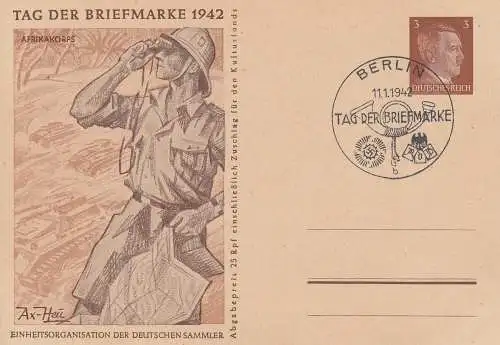 TAG DER BRIEFMARKE 1942
AFRIKAKORPS
Ax-Heu
EINHEITSORGANISATION DER DEUTSCHEN SAMMLER
Abgabepreis 25 Rpf einschließlich Zuschlag für den Kulturfonds
3 3
DEUTSCHES REICH
BERLIN
11.1.1942
TAG DER BRIEFMARKE
b